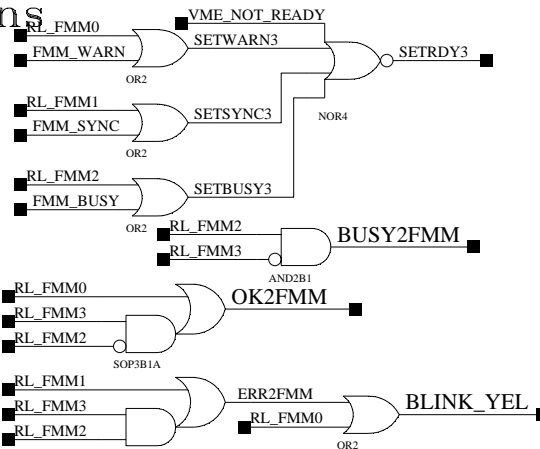 ns
VME_NOT_READY
RL_FMM0
FMM_WARN
SETWARN3
OR2
SETRDY3
NOR4
RL_FMM1
FMM_SYNC
SETSYNC3
OR2
RL_FMM2
FMM_BUSY
SETBUSY3
OR2
RL_FMM2
RL_FMM3
BUSY2FMM
AND2B1
RL_FMM0
RL_FMM3
RL_FMM2
OK2FMM
SOP3B1A
RL_FMM1
RL_FMM3
RL_FMM2
ERR2FMM
RL_FMM0
BLINK_YEL
OR2